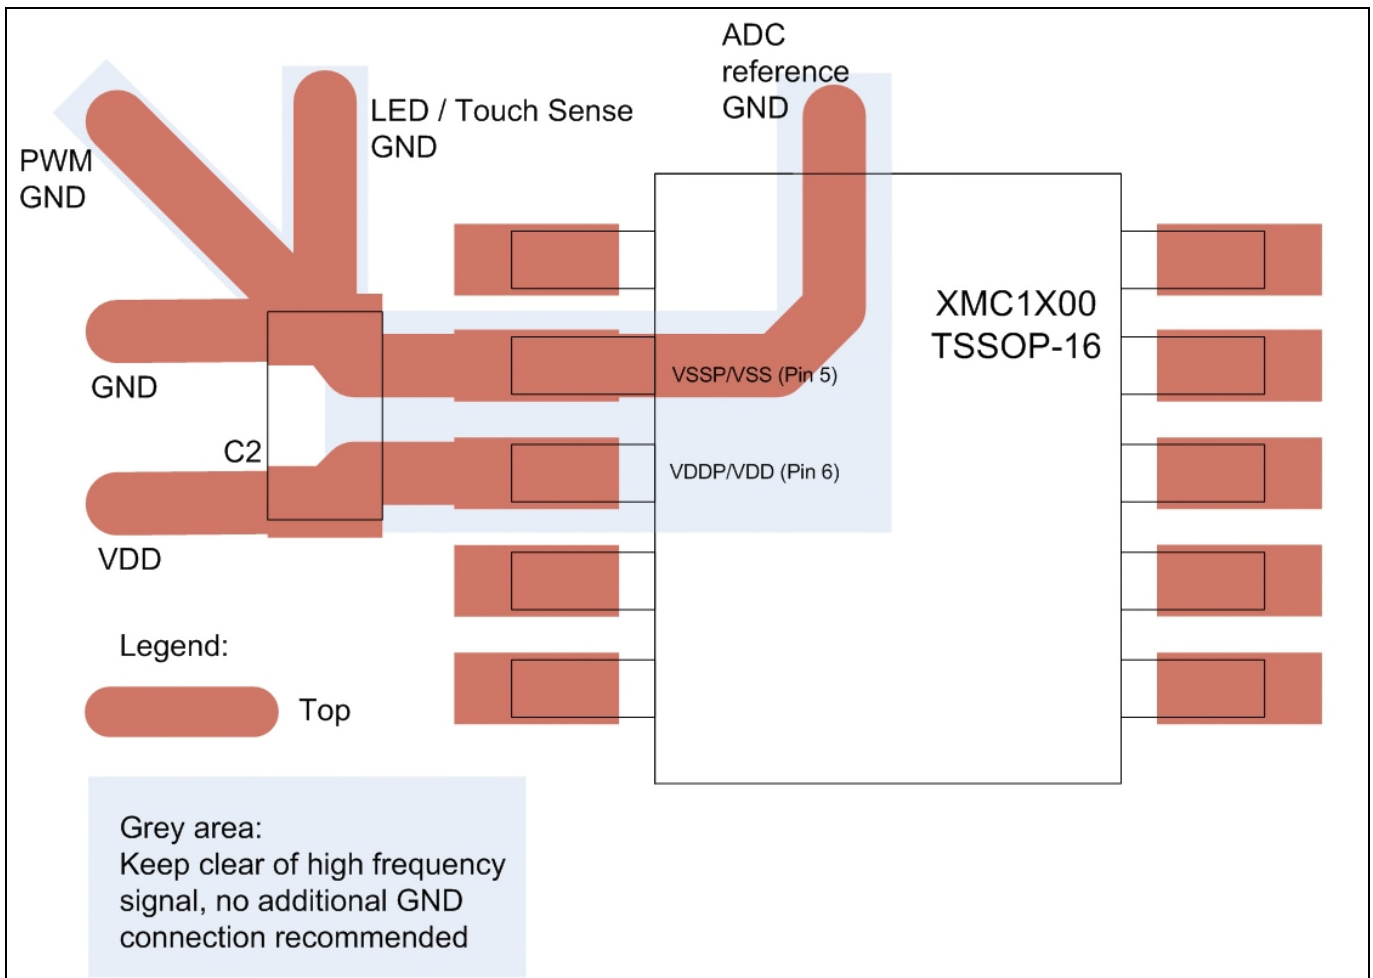 ADC
reference
GND
LED / Touch Sense
GND
PWM
GND
XMC1X00
TSSOP-16
GND
VSSP/VSS (Pin 5)
C2
VDDP/VDD (Pin 6)
VDD
Legend:
Top
Grey area:
Keep clear of high frequency
signal, no additional GND
connection recommended